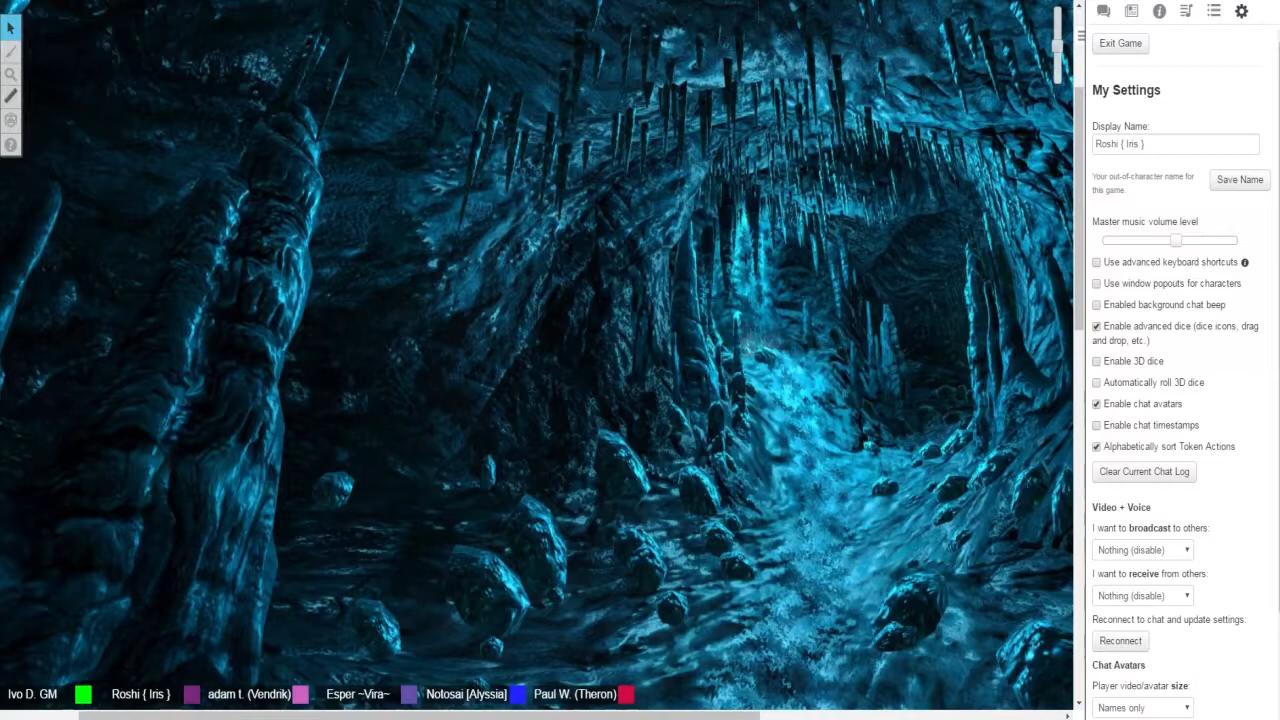 Exit Game
My Settings
Display Name:
Roshi { Iris }
Your out-of-character name for
this game.
Save Name
Master music volume level
Use advanced keyboard shortcuts
Use window popouts for characters
Enabled background chat beep
Enable advanced dice (dice icons, drag
and drop, etc.)
Enable 3D dice
Automatically roll 3D dice
Enable chat avatars
Enable chat timestamps
Alphabetically sort Token Actions
Clear Current Chat Log
Video + Voice
I want to broadcast to others:
Nothing (disable)
I want to receive from others:
Nothing (disable)
Reconnect to chat and update settings:
Reconnect
Chat Avatars
Player video/avatar size:
Names only
Ivo D. GM
Roshi { Iris }
adam t. (Vendrik)
Esper ~Vira~
Notosai [Alyssia]
Paul W. (Theron)